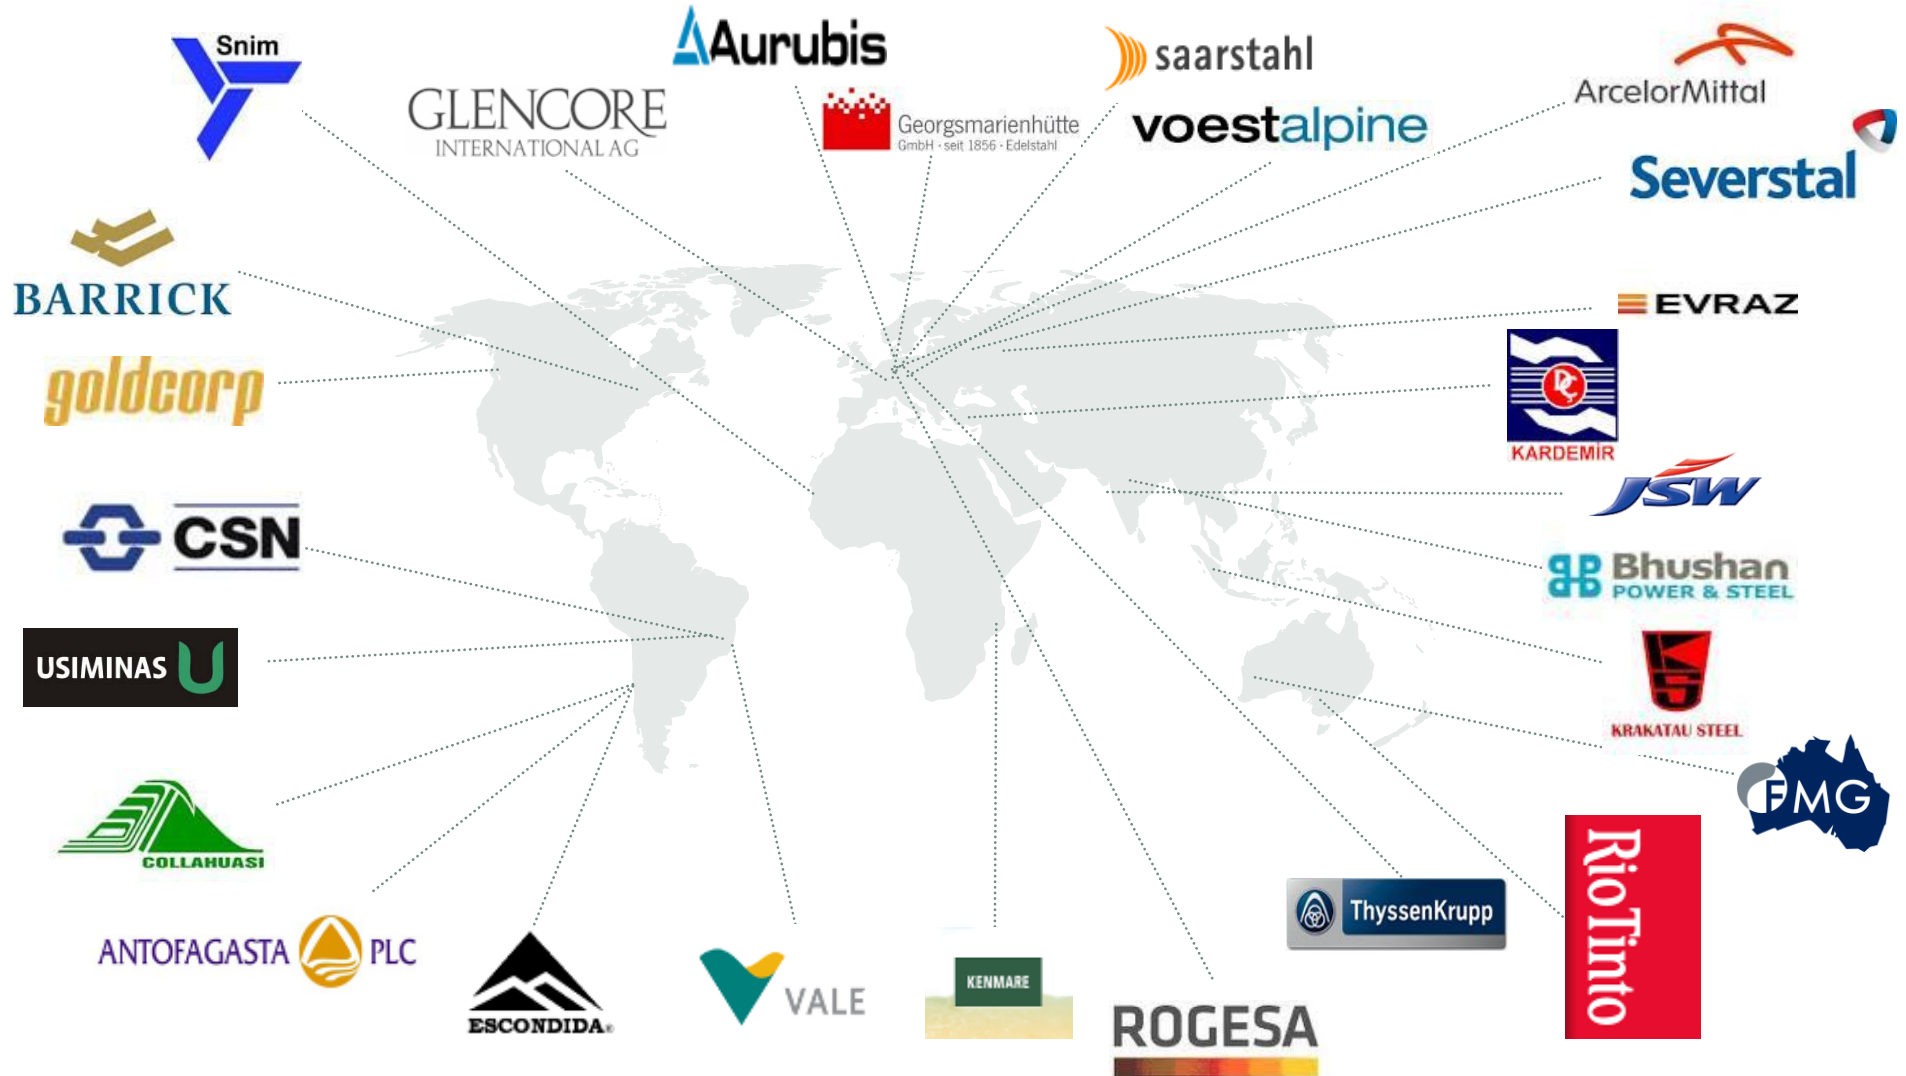 Snim
GLENCORE
INTERNATIONAL AG
Aurubis
Georgsmarienhütte
GmbH - seit 1856 - Edelstahl
saarstahl
voestalpine
ArcelorMittal
Severstal
BARRICK
EVRAZ
goldcorp
KARDEMİR
JSW
CSN
Bhushan
POWER & STEEL
USIMINAS
KRAKATAU STEEL
FMG
COLLAHUASI
RioTinto
ThyssenKrupp
ANTOFAGASTA PLC
ESCONDIDA®
VALE
KENMARE
ROGESA